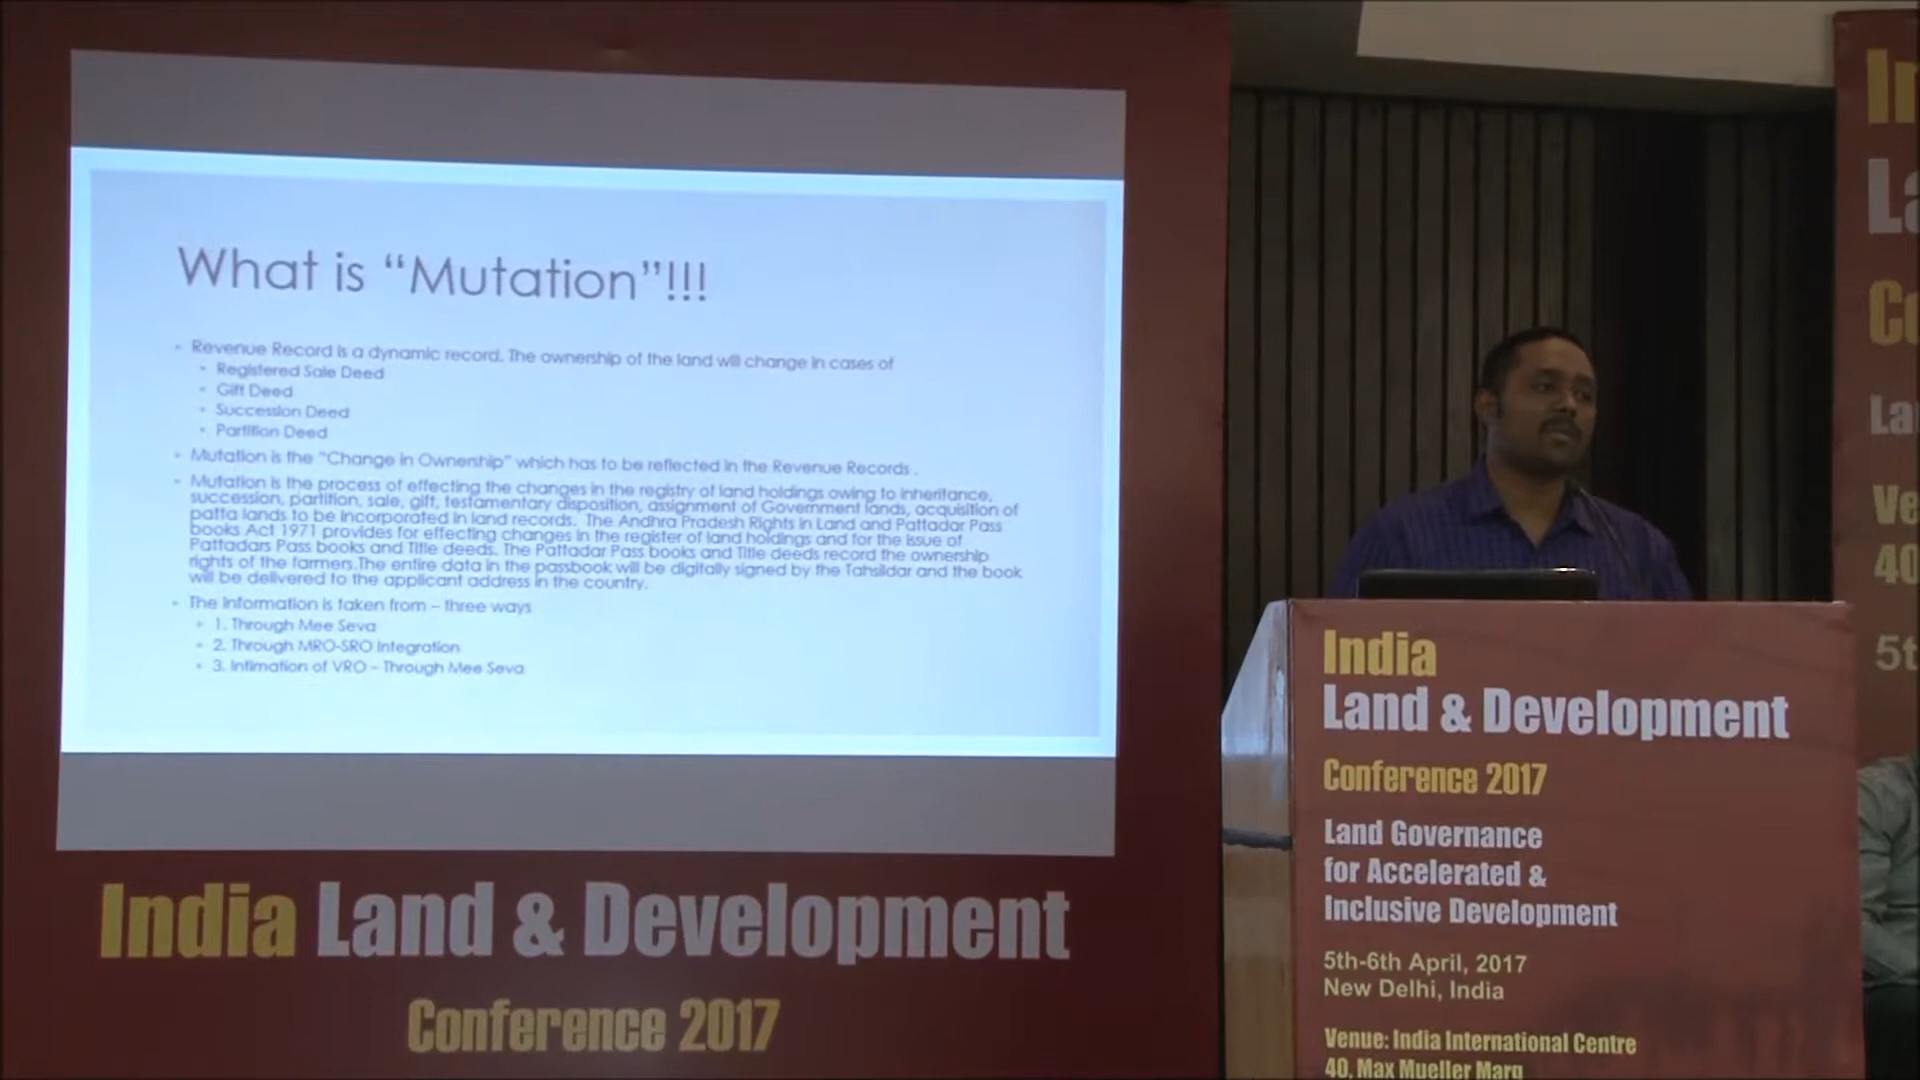 What is “Mutation”!!!
Revenue Record is a dynamic record. The ownership of the land will change in cases of
Registered Sale Deed
Gift Deed
Succession Deed
Partition Deed
Mutation is the “Change in Ownership” which has to be reflected in the Revenue Records .
Mutation is the process of effecting the changes in the registry of land holdings owing to inheritance,
succession, partition, sale, gift, testamentary disposition, assignment of Government lands, acquisition of
patta lands to be incorporated in land records. The Andhra Pradesh Rights in Land and Pattadar Pass
books Act 1971 provides for effecting changes in the register of land holdings and for the issue of
Pattadars Pass books and Title deeds. The Pattadar Pass books and Title deeds record the ownership
rights of the farmers.The entire data in the passbook will be digitally signed by the Tahsildar and the book
will be delivered to the applicant address in the country.
The Information is taken from – three ways
1. Through Mee Seva
2. Through MRO-SRO Integration
3. Intimation of VRO – Through Mee Seva
India Land & Development
Conference 2017
India
Land & Development
Conference 2017
Land Governance
for Accelerated &
Inclusive Development
5th-6th April, 2017
New Delhi, India
Venue: India International Centre
40, Max Mueller Marg
In
La
Co
La
Ve
40
5t